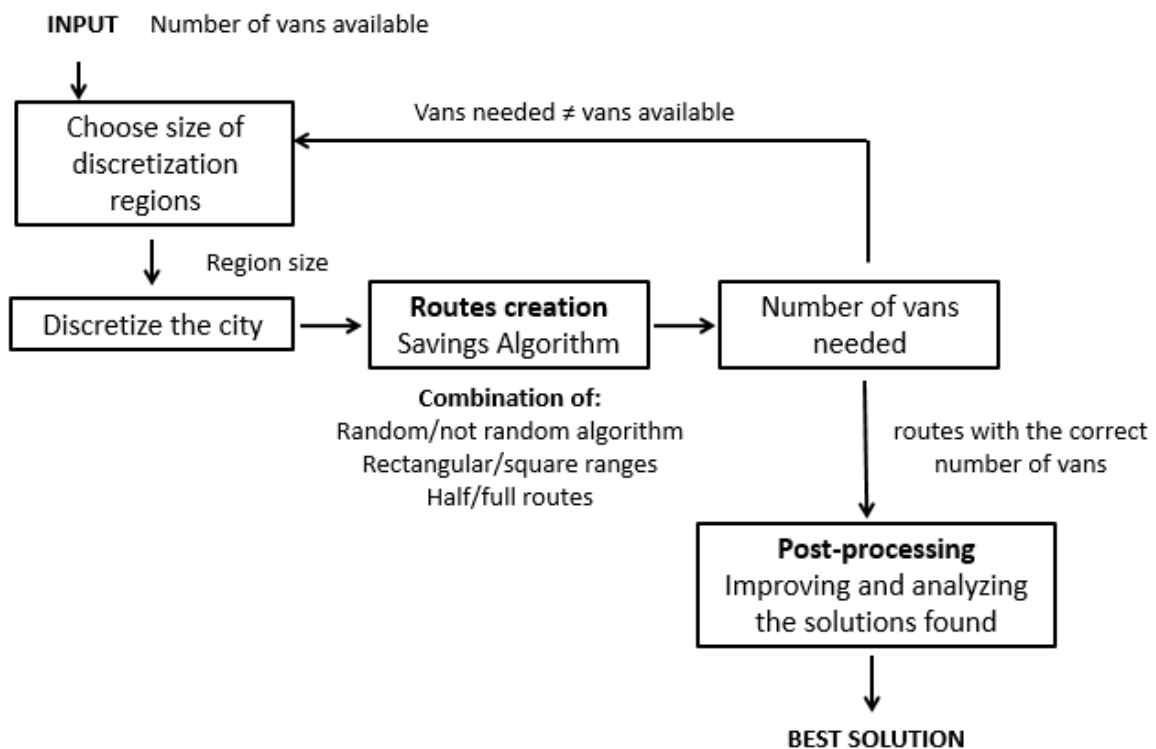 INPUT Number of vans available
Vans needed ≠ vans available
Choose size of
discretization
regions
Region size
Discretize the city
Routes creation
Savings Algorithm
Combination of:
Random/not random algorithm
Rectangular/square ranges
Half/full routes
Number of vans
needed
routes with the correct
number of vans
Post-processing
Improving and analyzing
the solutions found
BEST SOLUTION